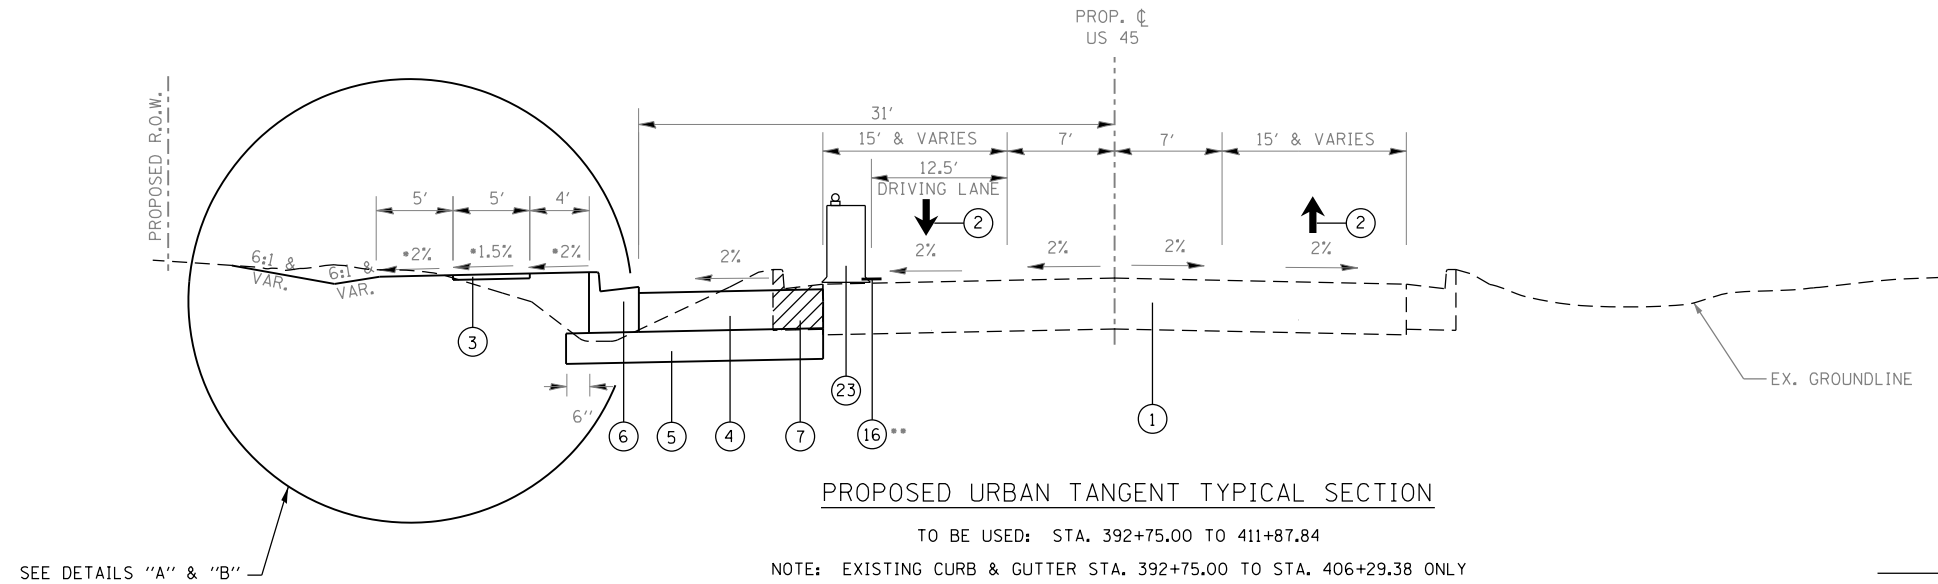 PROP. ℄
US 45
PROPOSED R.O.W.
31'
15' & VARIES
7'
7'
15' & VARIES
12.5'
DRIVING LANE
5'
5'
4'
2
2
*2%
*1.5%
*2%
2%
2%
2%
2%
2%
6:1 &
VAR.
6:1 &
VAR.
3
6''
6
5
4
7
23
16 **
1
EX. GROUNDLINE
PROPOSED URBAN TANGENT TYPICAL SECTION
TO BE USED: STA. 392+75.00 TO 411+87.84
NOTE: EXISTING CURB & GUTTER STA. 392+75.00 TO STA. 406+29.38 ONLY
SEE DETAILS "A" & "B"